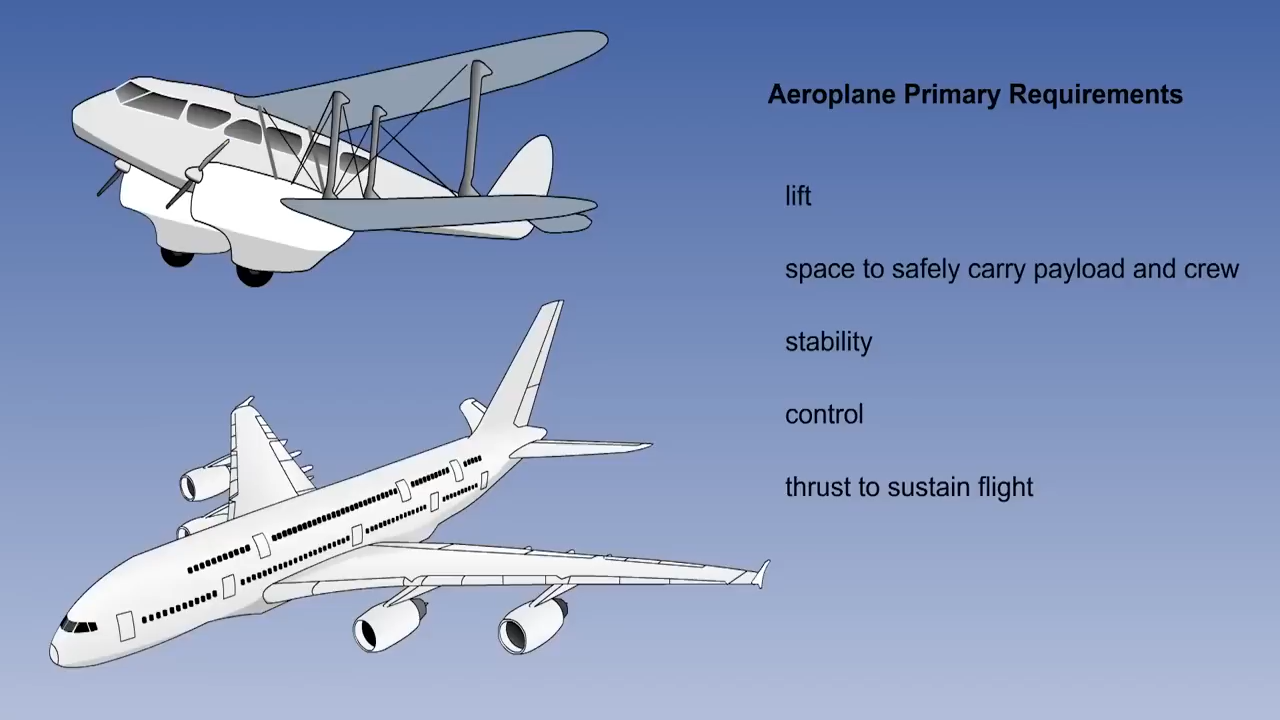 Aeroplane Primary Requirements
lift
space to safely carry payload and crew
stability
control
thrust to sustain flight